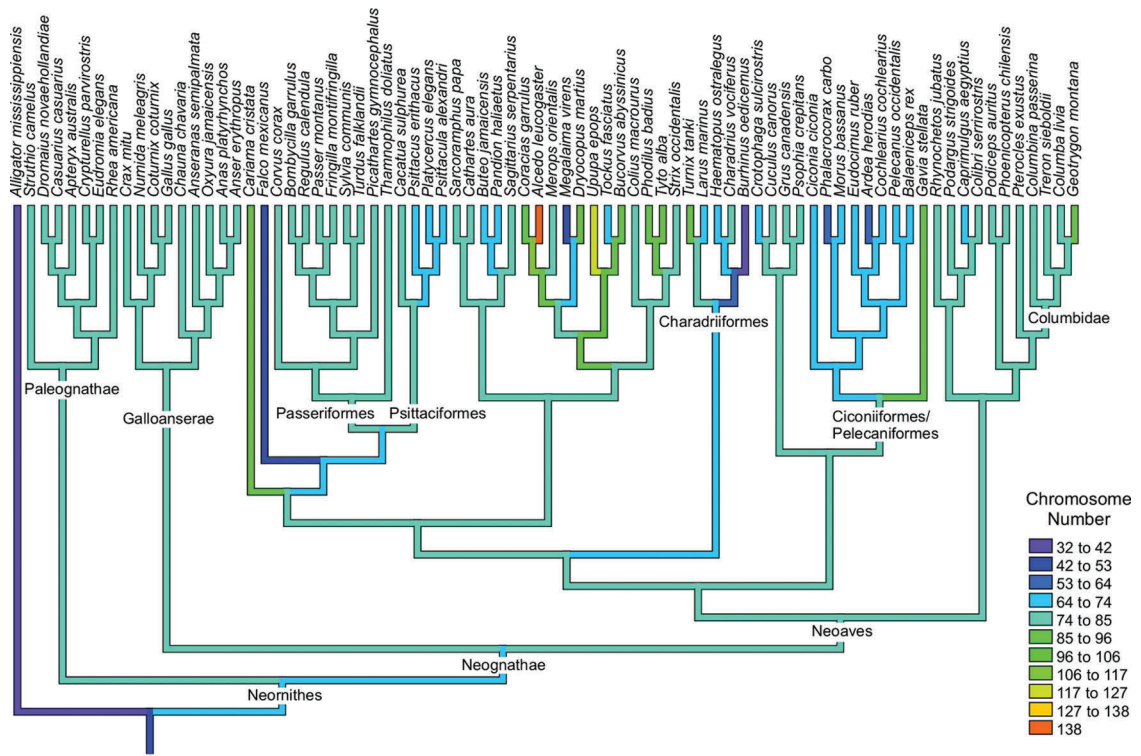 Alligator mississippiensis
Struthio camelus
Dromaius novaehollandiae
Casuarius casuarius
Apteryx australis
Crypturellus parvirostris
Eudromia elegans
Rhea americana
Crax mitu
Numida meleagris
Coturnix coturnix
Gallus gallus
Chauna chavaria
Anseranas semipalmata
Oxyura jamaicensis
Anas platyrhynchos
Anser erythropus
Cariama cristata
Falco mexicanus
Corvux corax
Bombycilla garrulus
Regulus calendula
Passer montanus
Fringilla montifringilla
Sylvia communis
Turdus falklandii
Picathartes gymnocephalus
Thamnophilus doliatus
Cacatua sulphurea
Psittacus erithacus
Platycercus elegans
Psittacula alexandri
Sarcoramphus papa
Cathartes aura
Buteo jamaicensis
Pandion haliaetus
Sagittarius serpentarius
Coracias garrulus
Alcedo leucogaster
Merops orientalis
Megalaima virens
Dryocopus martius
Upupa epops
Tockus fasciatus
Bucorvus abyssinicus
Colius macrourus
Phodilus badius
Tyto alba
Strix occidentalis
Turnix tanki
Larus marinus
Haematopus ostralegus
Charadrius vociferus
Burhinus oedicnemus
Crotophaga sulcirostris
Cuculus canorus
Grus canadensis
Psophia crepitans
Ciconia ciconia
Phalacrocorax carbo
Morus bassanus
Eudocimus ruber
Ardea herodias
Cochlearius cochlearius
Pelecanus occidentalis
Balaeniceps rex
Gavia stellata
Rhynochetos jubatus
Podargus strigoides
Caprimulgus aegyptius
Colibri serrirostris
Podiceps auritus
Phoenicopterus chilensis
Pterocles exustus
Columbina passerina
Treron sieboldii
Columba livia
Geotrygon montana
Charadriiformes
Columbidae
Paleognathae
Galloanserae
Passeriformes
Psittaciformes
Ciconiiformes/
Pelecaniformes
Neoaves
Neognathae
Neornithes
Chromosome
Number
32 to 42
42 to 53
53 to 64
64 to 74
74 to 85
85 to 96
96 to 106
106 to 117
117 to 127
127 to 138
138